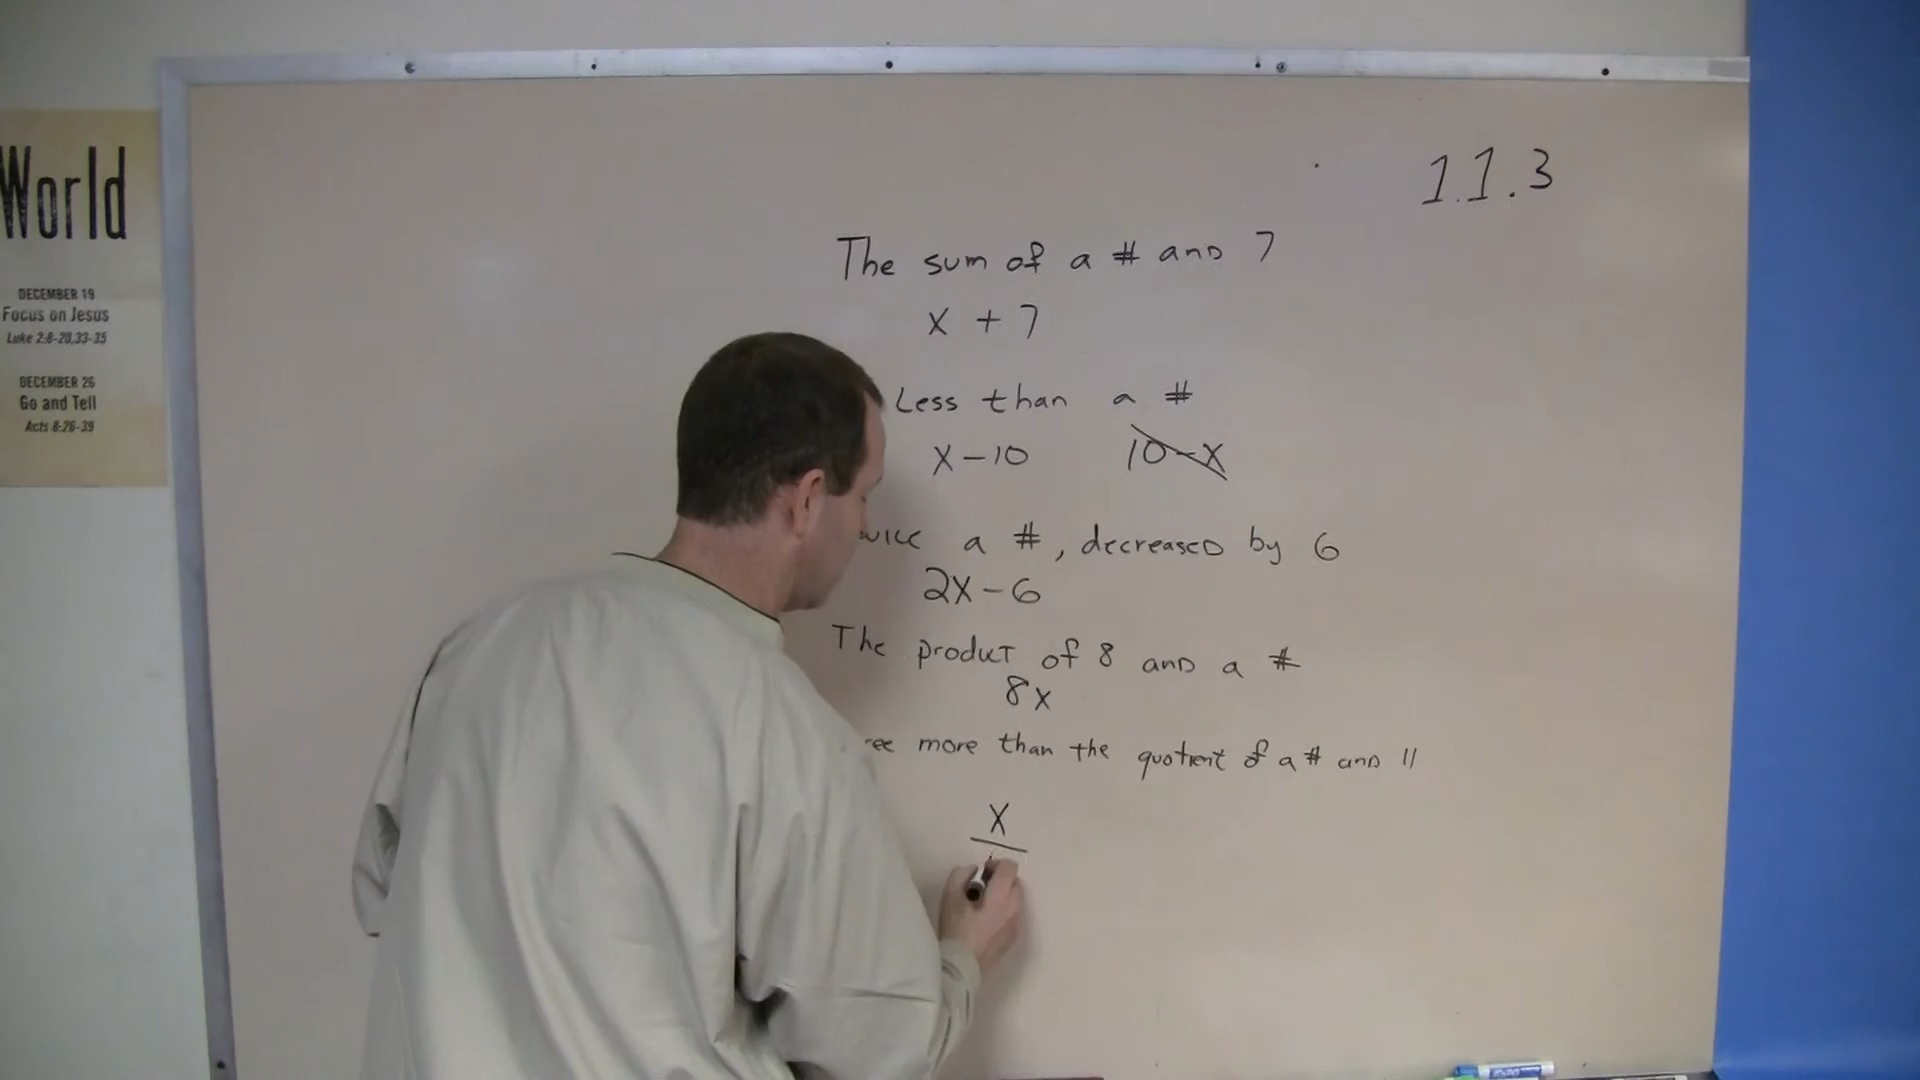 World
DECEMBER 19
Focus on Jesus
Luke 2:8-20,33-35
DECEMBER 26
Go and Tell
Acts 8:26-39
1.1.3
The sum of a # and 7
x + 7
Less than a #
x - 10 10 - x
a #, decreased by 6
2x - 6
The product of 8 and a #
8x
more than the quotient of a # and 11
x